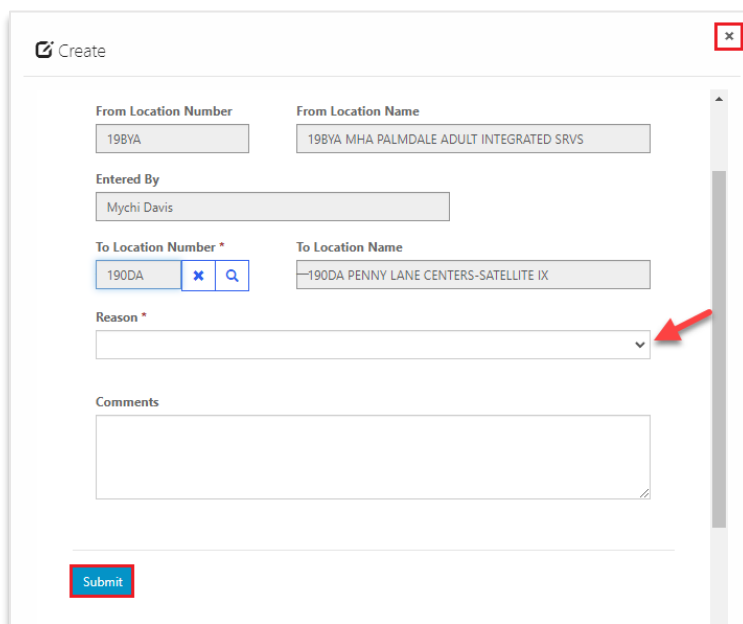 Create
From Location Number From Location Name
19BYA 19BYA MHA PALMDALE ADULT INTEGRATED SRVS
Entered By
Mychi Davis
To Location Number * To Location Name
190DA 190DA PENNY LANE CENTERS-SATELLITE IX
Reason *
Comments
Submit